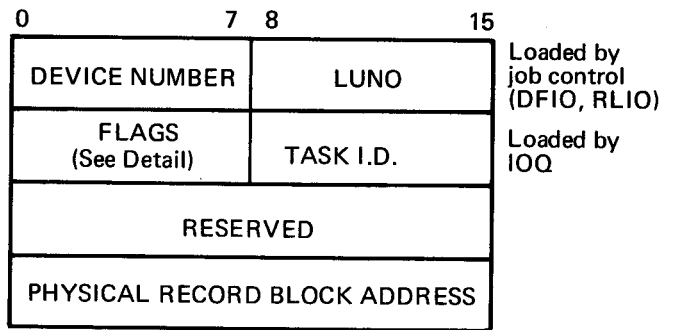 0 7 8 15
DEVICE NUMBER LUNO
Loaded by
job control
(DFIO, RLIO)
FLAGS
(See Detail)
TASK I.D.
Loaded by
IOQ
RESERVED
PHYSICAL RECORD BLOCK ADDRESS